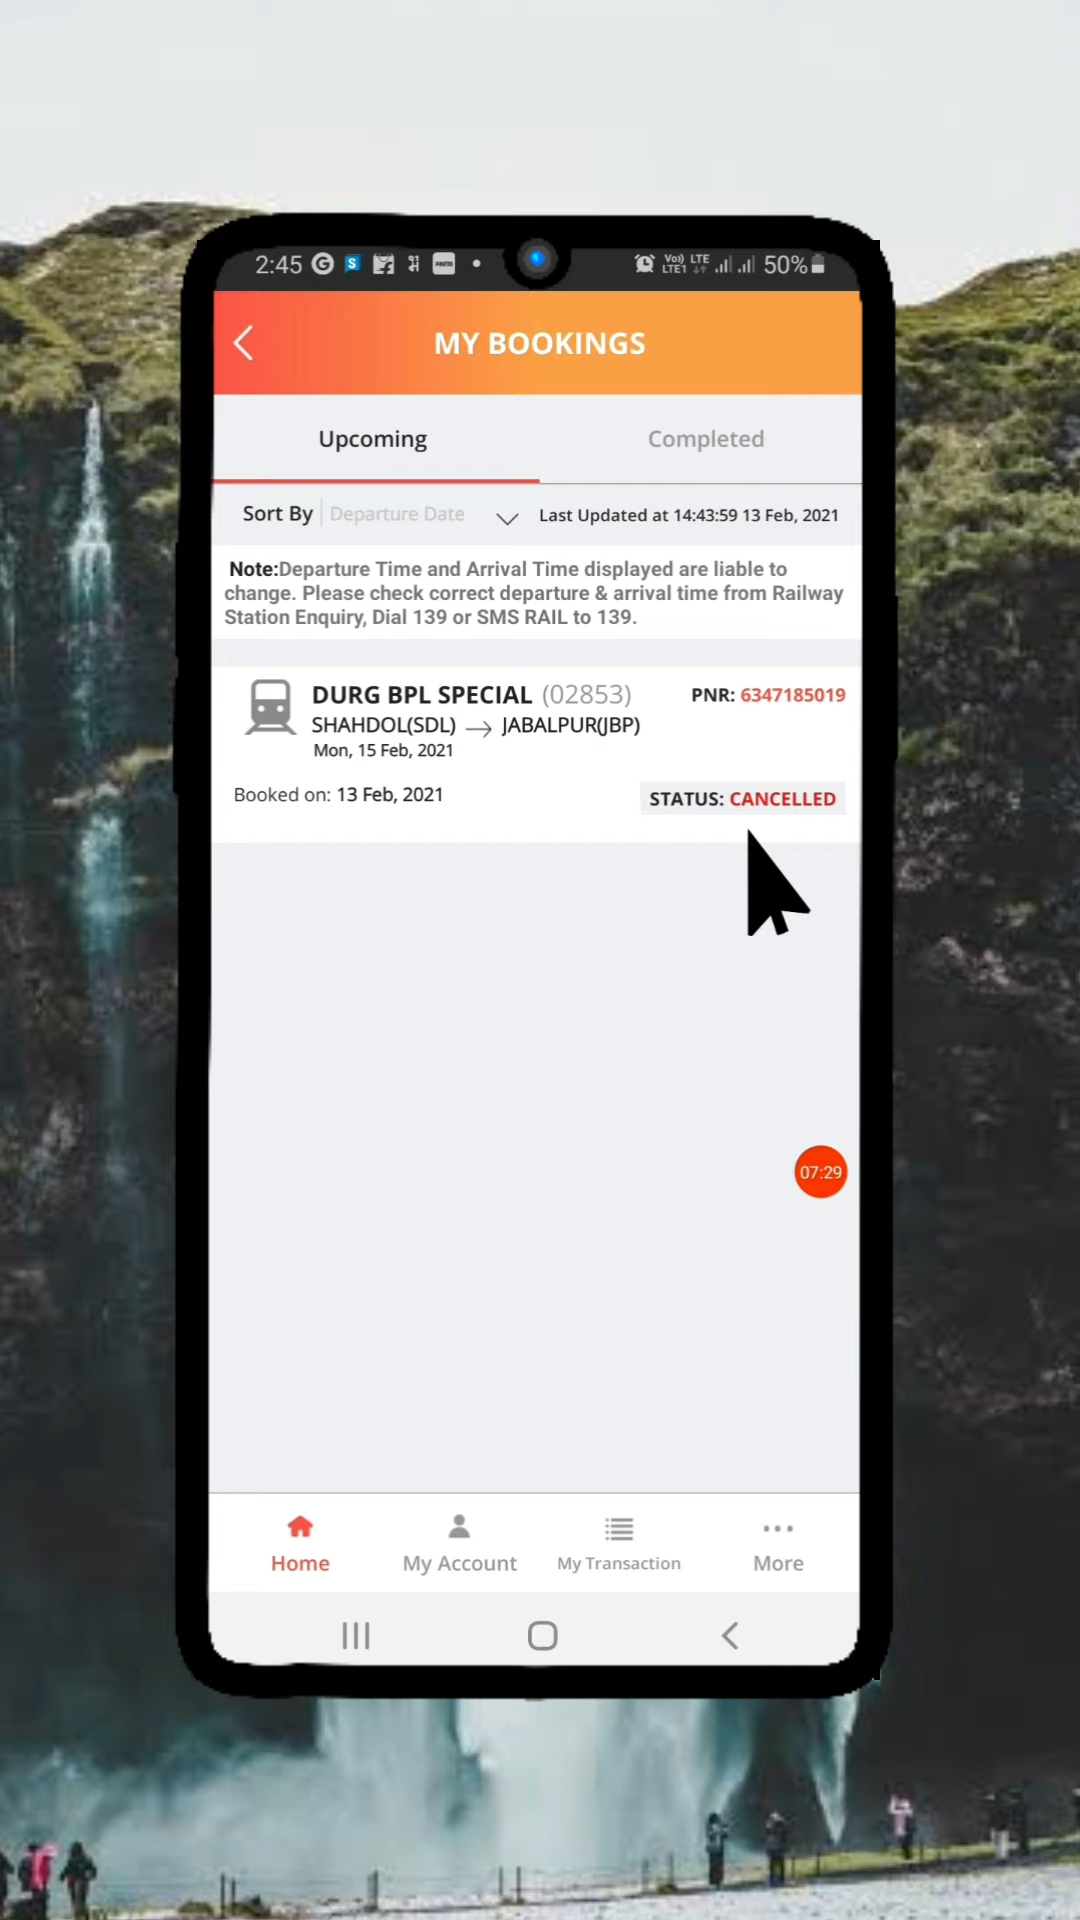 2:45
Voj) LTE
LTE1
50%
MY BOOKINGS
Upcoming
Completed
Sort By
Departure Date
Last Updated at 14:43:59 13 Feb, 2021
Note:Departure Time and Arrival Time displayed are liable to
change. Please check correct departure & arrival time from Railway
Station Enquiry, Dial 139 or SMS RAIL to 139.
DURG BPL SPECIAL (02853)
PNR: 6347185019
SHAHDOL(SDL) → JABALPUR(JBP)
Mon, 15 Feb, 2021
Booked on: 13 Feb, 2021
STATUS: CANCELLED
07:29
Home
My Account
My Transaction
More